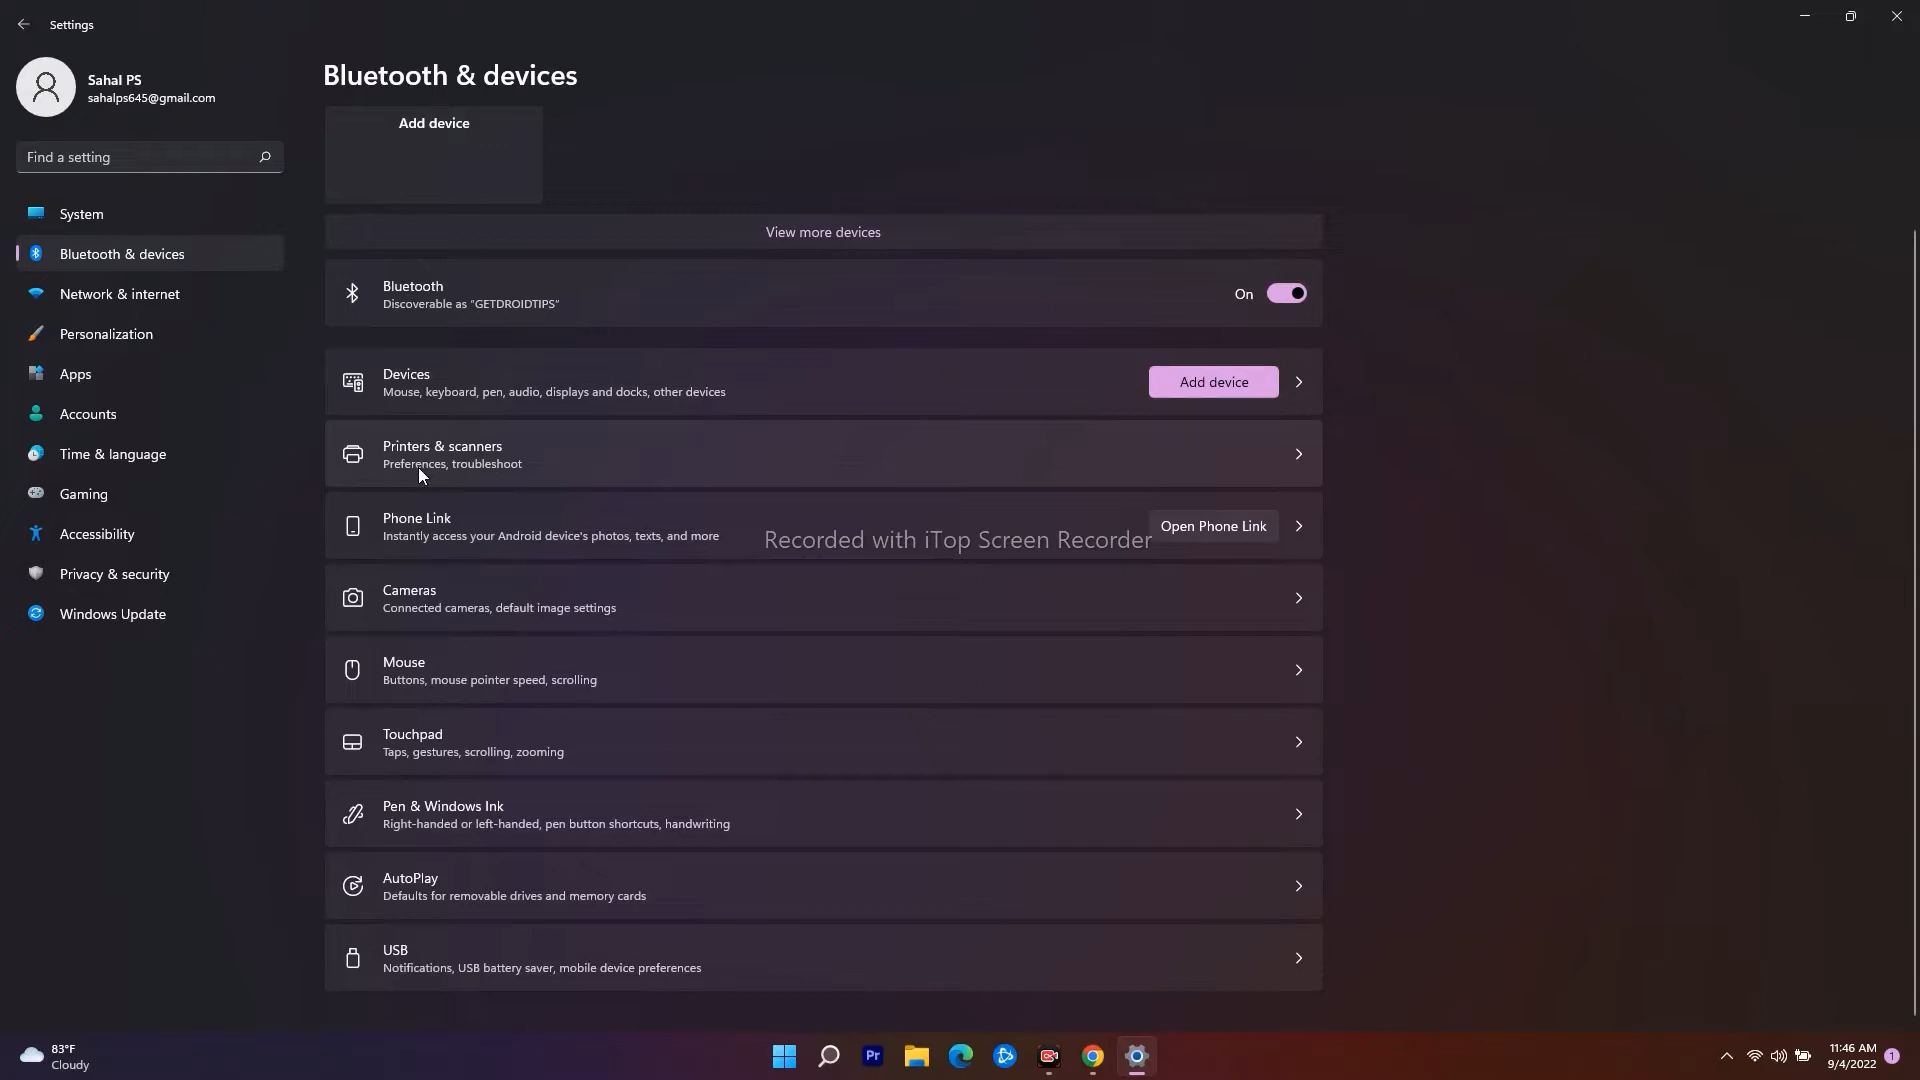 Settings
Sahal PS
sahalps645@gmail.com
Find a setting
System
Bluetooth & devices
Network & internet
Personalization
Apps
Accounts
Time & language
Gaming
Accessibility
Privacy & security
Windows Update
Bluetooth & devices
Add device
View more devices
Bluetooth
Discoverable as "GETDROIDTIPS"
On
Devices
Mouse, keyboard, pen, audio, displays and docks, other devices
Add device
Printers & scanners
Preferences, troubleshoot
Phone Link
Instantly access your Android device's photos, texts, and more
Open Phone Link
Recorded with iTop Screen Recorder
Cameras
Connected cameras, default image settings
Mouse
Buttons, mouse pointer speed, scrolling
Touchpad
Taps, gestures, scrolling, zooming
Pen & Windows Ink
Right-handed or left-handed, pen button shortcuts, handwriting
AutoPlay
Defaults for removable drives and memory cards
USB
Notifications, USB battery saver, mobile device preferences
83°F
Cloudy
Pr
11:46 AM
9/4/2022
1